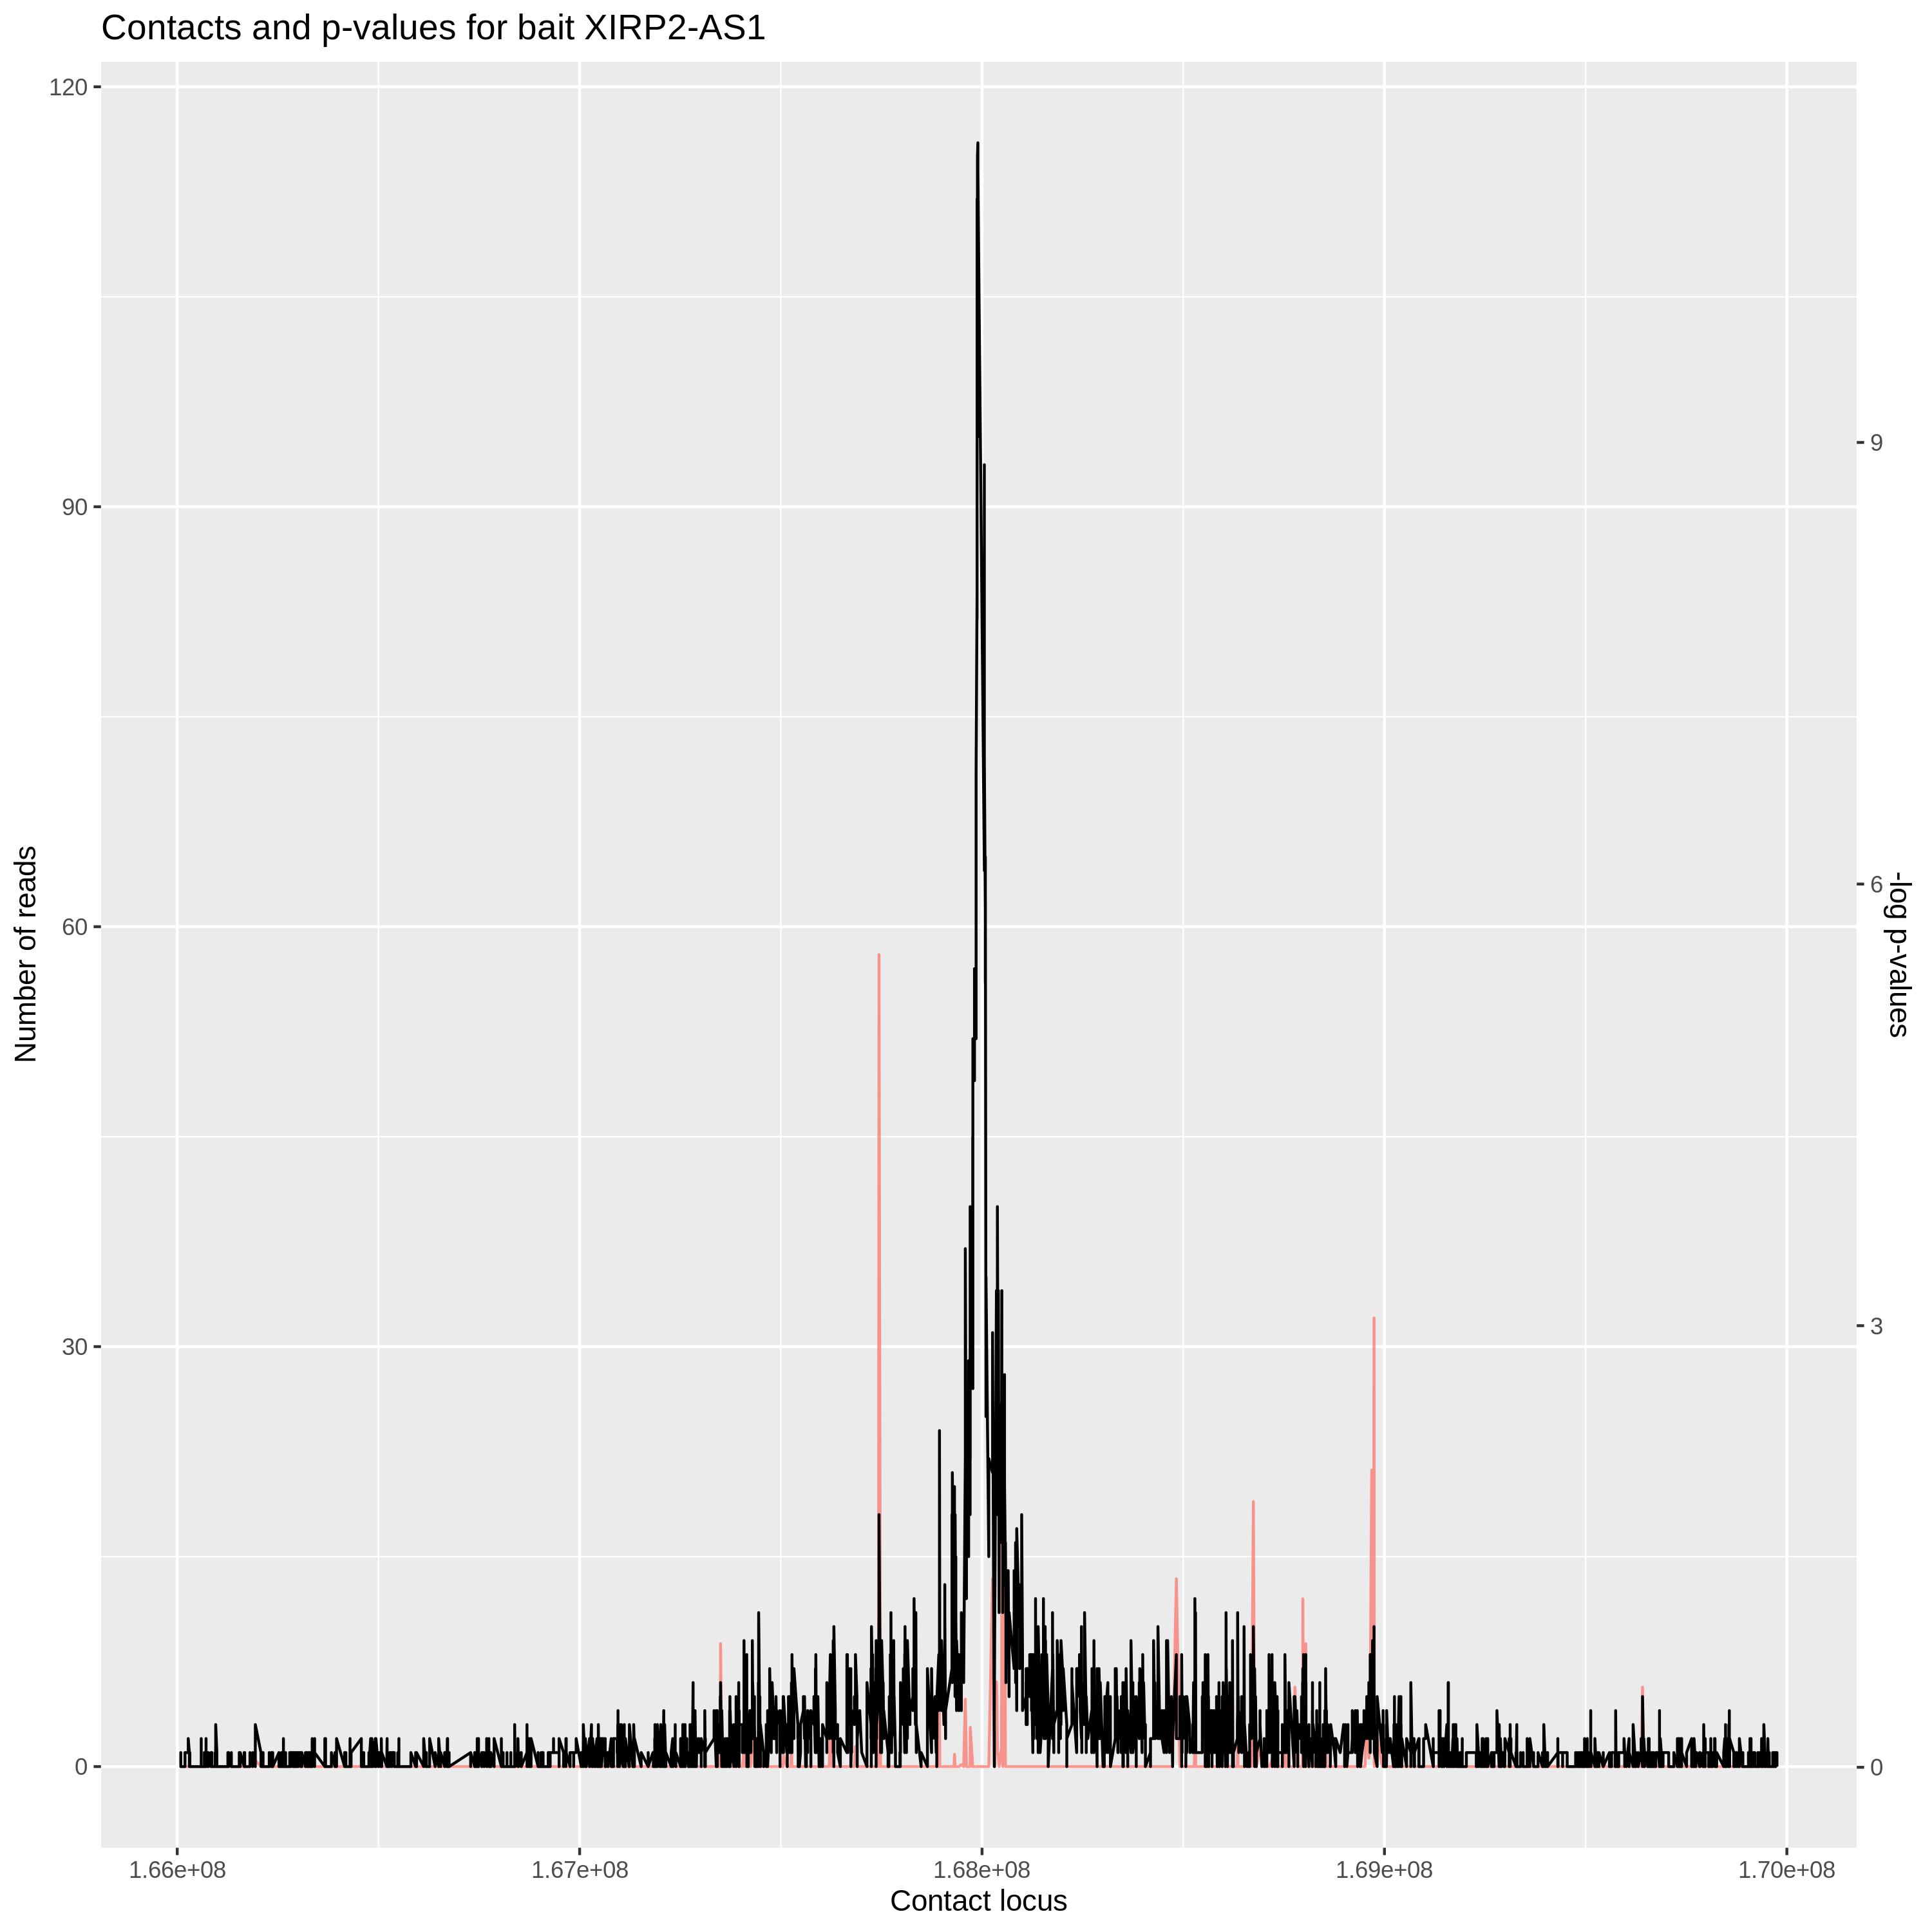 Contacts and p-values for bait XIRP2-AS1
120
90
60
30
0
Number of reads
9
6
3
0
-log p-values
1.66e+08
1.67e+08
1.68e+08
1.69e+08
1.70e+08
Contact locus